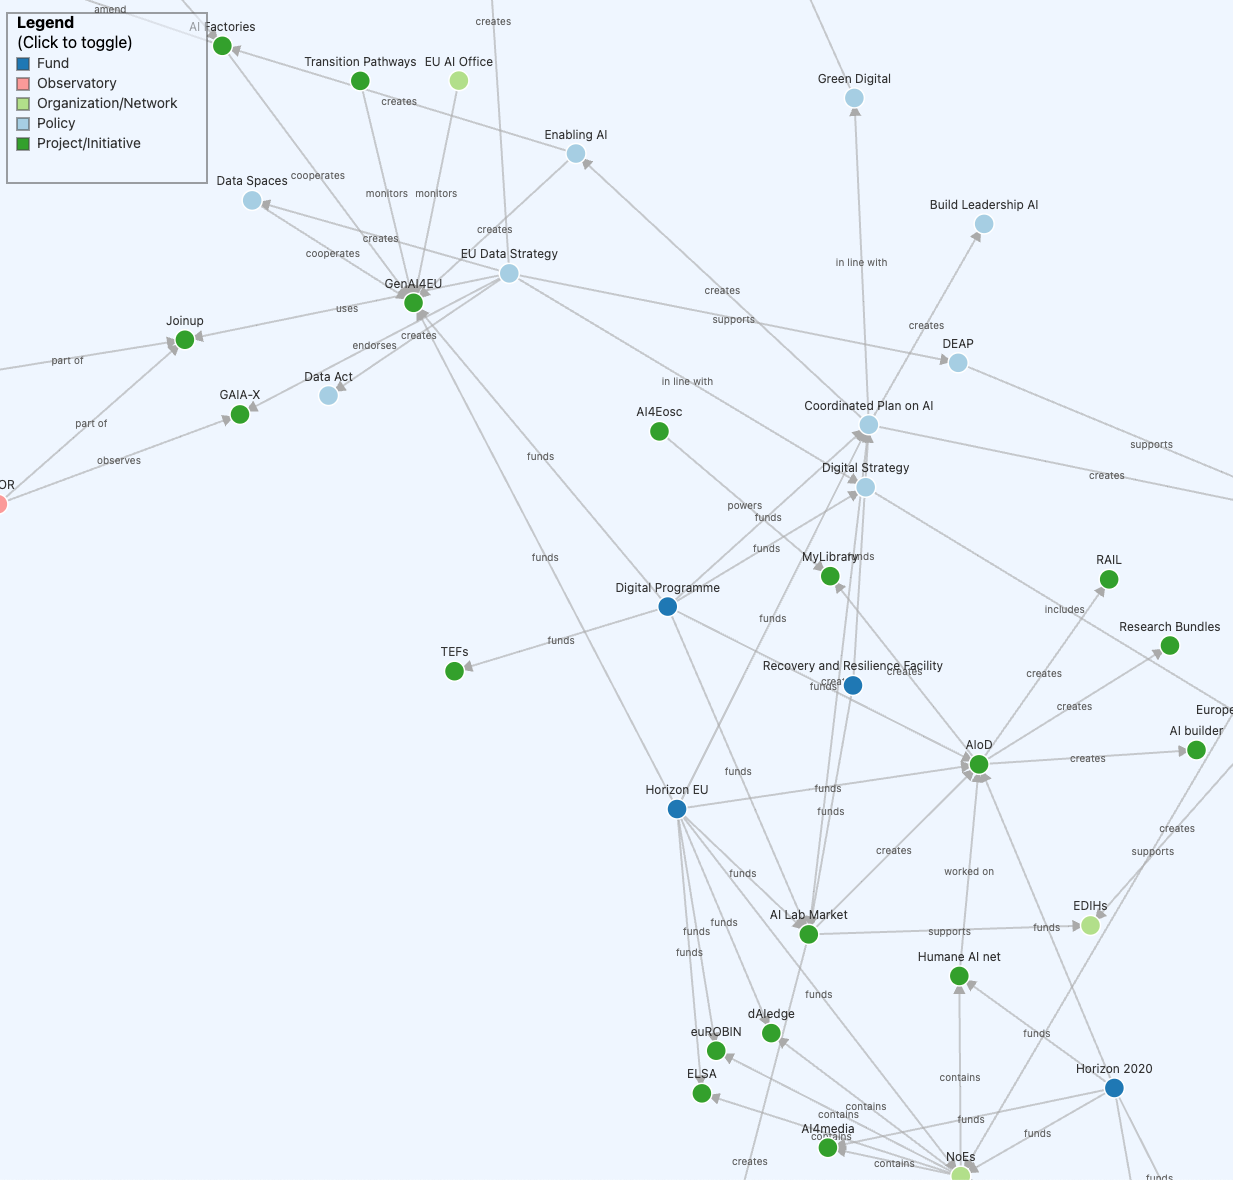 amend
Legend
(Click to toggle)
Fund
Observatory
Organization/Network
Policy
Project/Initiative
AI Factories
creates
Transition Pathways
EU AI Office
Green Digital
creates
Enabling AI
cooperates
Data Spaces
monitors
monitors
Build Leadership AI
creates
creates
cooperates
EU Data Strategy
in line with
GenAI4EU
creates
uses
supports
Joinup
creates
creates
endorses
DEAP
part of
Data Act
in line with
GAIA-X
AI4Eosc
Coordinated Plan on AI
part of
supports
observes
funds
Digital Strategy
creates
OR
powers
funds
funds
funds
MyLibrary
funds
RAIL
Digital Programme
funds
includes
Research Bundles
funds
TEFs
Recovery and Resilience Facility
creates
creates
funds
creates
Europe
AI builder
AIoD
creates
funds
Horizon EU
funds
funds
creates
creates
supports
funds
worked on
EDIHs
AI Lab Market
funds
funds
supports
funds
funds
Humane AI net
funds
dAIedge
euROBIN
funds
ELSA
Horizon 2020
contains
contains
contains
funds
AI4media
contains
funds
NoEs
creates
contains
funds